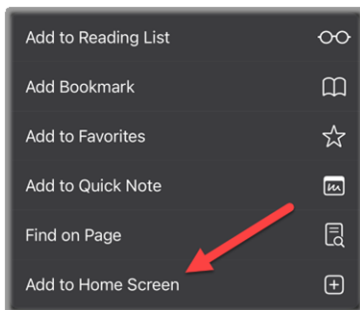 Add to Reading List
Add Bookmark
Add to Favorites
Add to Quick Note
Find on Page
Add to Home Screen